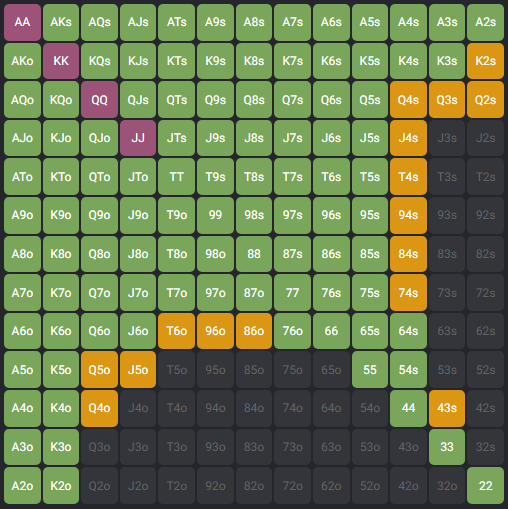 AA AKs AQs AJs ATs A9s A8s A7s A6s A5s A4s A3s A2s
AKo KK KQs KJs KTs K9s K8s K7s K6s K5s K4s K3s K2s
AQo KQo QQ QJs QTs Q9s Q8s Q7s Q6s Q5s Q4s Q3s Q2s
AJo KJo QJo JJ JTs J9s J8s J7s J6s J5s J4s J3s J2s
ATo KTo QTo JTo TT T9s T8s T7s T6s T5s T4s T3s T2s
A9o K9o Q9o J9o T9o 99 98s 97s 96s 95s 94s 93s 92s
A8o K8o Q8o J8o T8o 98o 88 87s 86s 85s 84s 83s 82s
A7o K7o Q7o J7o T7o 97o 87o 77 76s 75s 74s 73s 72s
A6o K6o Q6o J6o T6o 96o 86o 76o 66 65s 64s 63s 62s
A5o K5o Q5o J5o T5o 95o 85o 75o 65o 55 54s 53s 52s
A4o K4o Q4o J4o T4o 94o 84o 74o 64o 54o 44 43s 42s
A3o K3o Q3o J3o T3o 93o 83o 73o 63o 53o 43o 33 32s
A2o K2o Q2o J2o T2o 92o 82o 72o 62o 52o 42o 32o 22